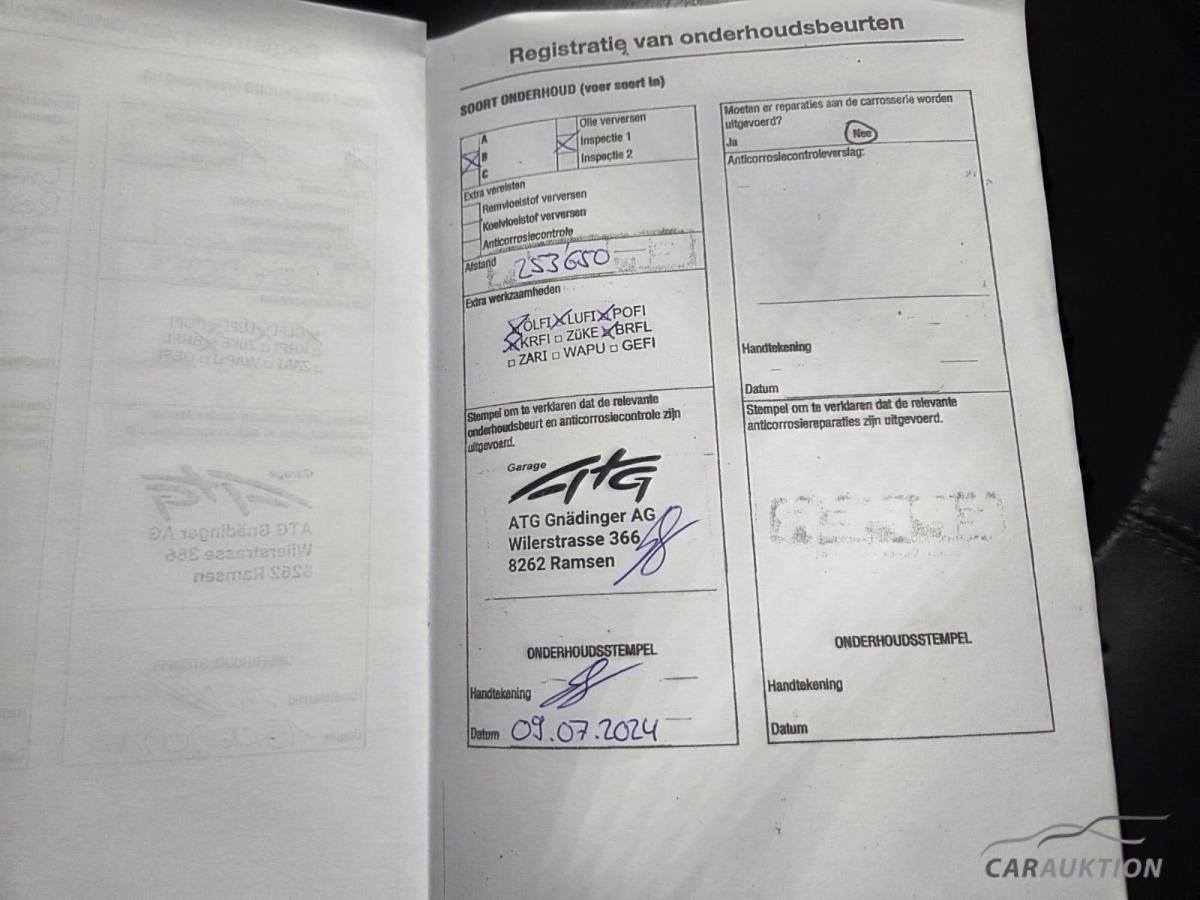 Registratie van onderhoudsbeurten
SOORT ONDERHOUD (voer soort in)
A
B
C
Olie verversen
Inspectie 1
Inspectie 2
Extra vereisten
Remvloeistof verversen
Koelvloeistof verversen
Anticorrosiecontrole
Afstand 253650
Extra werkzaamheden
ÖLFI LUFI POFI
KRFI □ ZüKE BRFL
□ ZARI □ WAPU □ GEFI
Stempel om te verklaren dat de relevante
onderhoudsbeurt en anticorrosiecontrole zijn
uitgevoerd.
Garage ATG
ATG Gnädinger AG
Wilerstrasse 366
8262 Ramsen
ONDERHOUDSSTEMPEL
Handtekening
Datum 09.07.2024
Moeten er reparaties aan de carrosserie worden
uitgevoerd?
Ja Nee
Anticorrosiecontroleverslag:
Handtekening
Datum
Stempel om te verklaren dat de relevante
anticorrosiereparaties zijn uitgevoerd.
ONDERHOUDSSTEMPEL
Handtekening
Datum
CARAUKTION